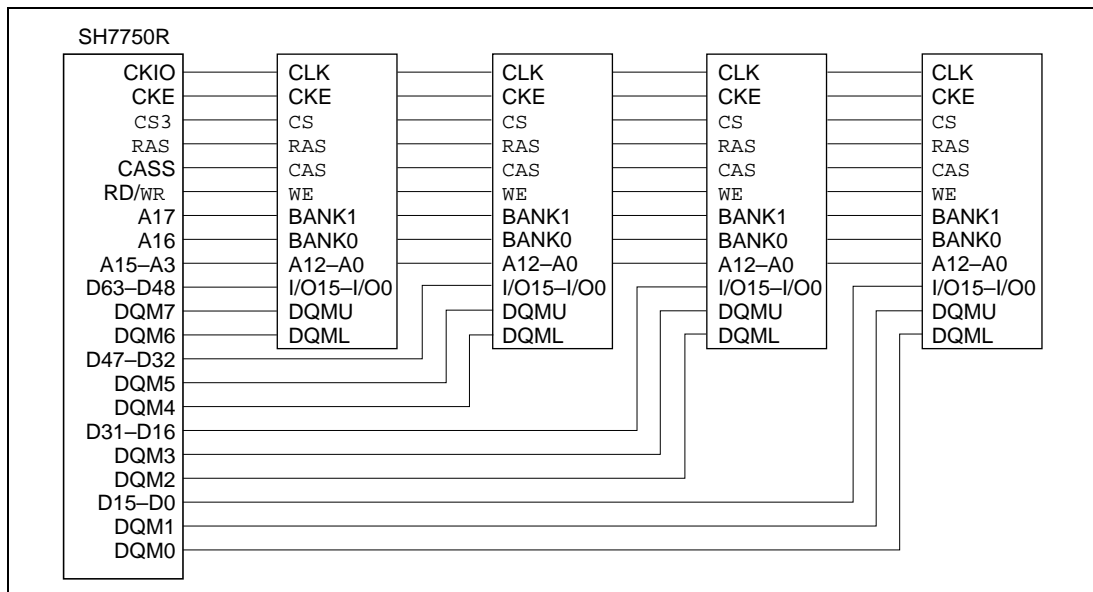 SH7750R
CKIO CLK CLK CLK CLK
CKE CKE CKE CKE CKE
CS3 CS CS CS CS
RAS RAS RAS RAS RAS
CASS CAS CAS CAS CAS
RD/WR WE WE WE WE
A17 BANK1 BANK1 BANK1 BANK1
A16 BANK0 BANK0 BANK0 BANK0
A15–A3 A12–A0 A12–A0 A12–A0 A12–A0
D63–D48 I/O15–I/O0 I/O15–I/O0 I/O15–I/O0 I/O15–I/O0
DQM7 DQMU DQMU DQMU DQMU
DQM6 DQML DQML DQML DQML
D47–D32
DQM5
DQM4
D31–D16
DQM3
DQM2
D15–D0
DQM1
DQM0